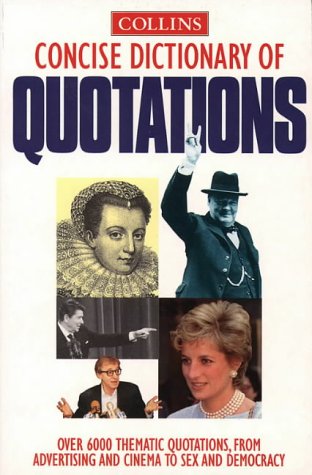 COLLINS
CONCISE DICTIONARY OF
QUOTATIONS
OVER 6000 THEMATIC QUOTATIONS, FROM
ADVERTISING AND CINEMA TO SEX AND DEMOCRACY